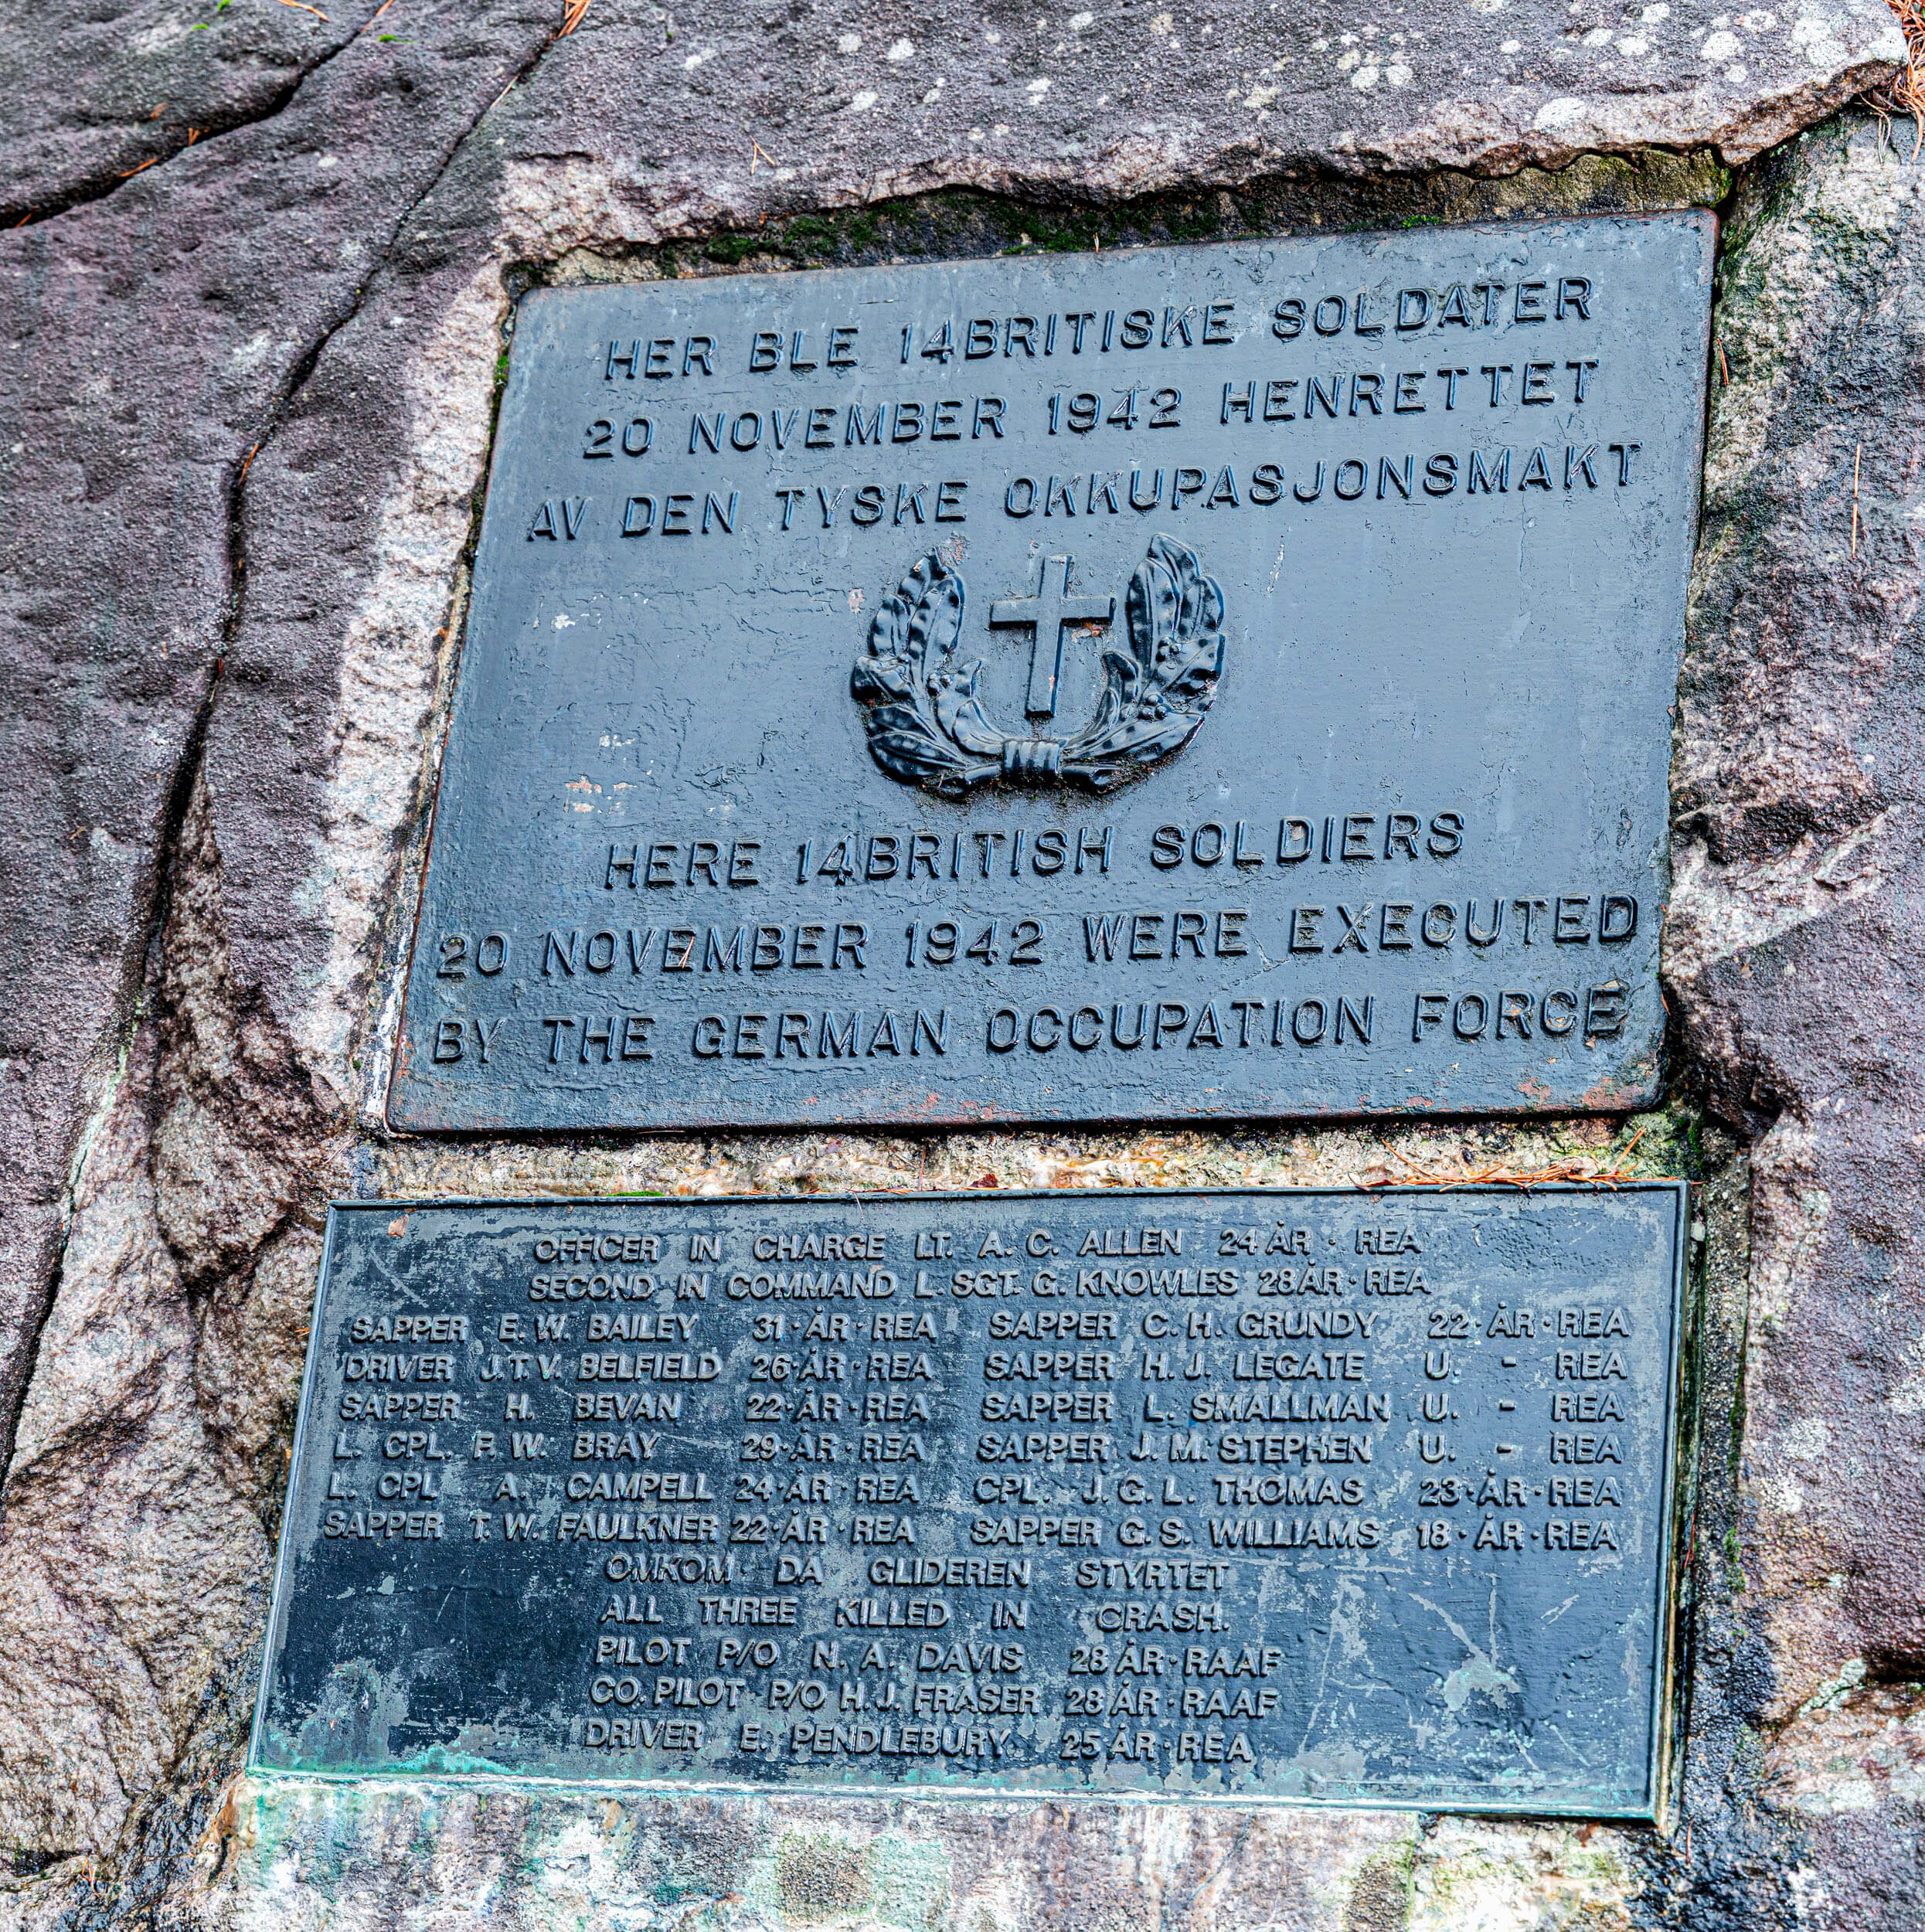 HER BLE 14 BRITISKE SOLDATER
20 NOVEMBER 1942 HENRETTET
AV DEN TYSKE OKKUPASJONSMAKT
HERE 14 BRITISH SOLDIERS
20 NOVEMBER 1942 WERE EXECUTED
BY THE GERMAN OCCUPATION FORCE
OFFICER IN CHARGE LT. A. C. ALLEN 24 ÅR · REA
SECOND IN COMMAND L. SGT. G. KNOWLES 28 ÅR · REA
SAPPER E. W. BAILEY 31 · ÅR · REA SAPPER C. H. GRUNDY 22 · ÅR · REA
DRIVER J. T. V. BELFIELD 26 · ÅR · REA SAPPER H. J. LEGATE U. - REA
SAPPER H. BEVAN 22 · ÅR · REA SAPPER L. SMALLMAN U. - REA
L. CPL. F. W. BRAY 29 · ÅR · REA SAPPER J. M. STEPHEN U. - REA
L. CPL A. CAMPELL 24 · ÅR · REA CPL. J. G. L. THOMAS 23 · ÅR · REA
SAPPER T. W. FAULKNER 22 · ÅR · REA SAPPER G. S. WILLIAMS 18 · ÅR · REA
OMKOM DA GLIDEREN STYRTET
ALL THREE KILLED IN CRASH.
PILOT P/O N. A. DAVIS 28 ÅR · RAAF
CO. PILOT P/O H. J. FRASER 28 ÅR · RAAF
DRIVER E. PENDLEBURY 25 ÅR · REA